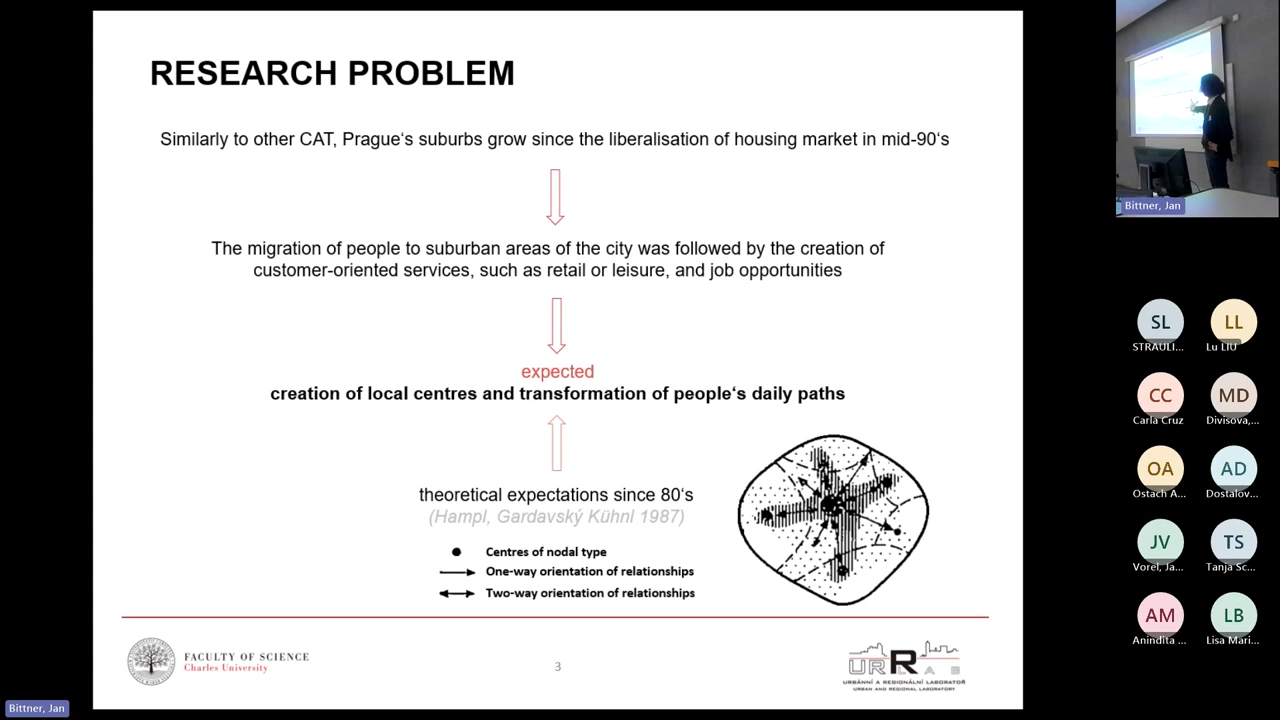 RESEARCH PROBLEM
Similarly to other CAT, Prague‘s suburbs grow since the liberalisation of housing market in mid-90‘s
The migration of people to suburban areas of the city was followed by the creation of
customer-oriented services, such as retail or leisure, and job opportunities
expected
creation of local centres and transformation of people‘s daily paths
theoretical expectations since 80‘s
(Hampl, Gardavský Kühnl 1987)
Centres of nodal type
One-way orientation of relationships
Two-way orientation of relationships
FACULTY OF SCIENCE
Charles University
3
URRLAB
URBÁNNÍ A REGIONÁLNÍ LABORATOŘ
URBAN AND REGIONAL LABORATORY
Bittner, Jan
Bittner, Jan
SL
LL
STRAULI...
Lu LIU
CC
MD
Carla Cruz
Divisova,...
OA
AD
Ostach A...
Dostalov...
JV
TS
Vorel, Ja...
Tanja Sc...
AM
LB
Anindita ...
Lisa Mari...